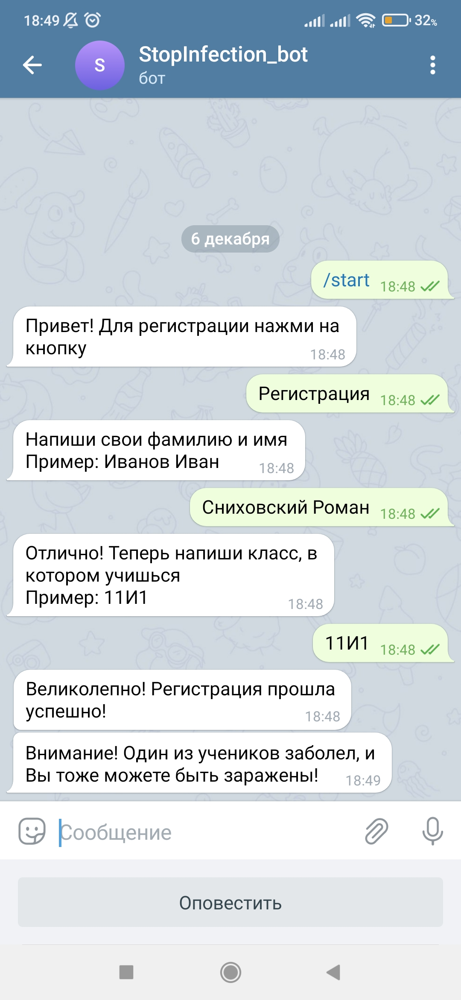 18:49
32%
S
StopInfection_bot
бот
6 декабря
/start 18:48
Привет! Для регистрации нажми на
кнопку 18:48
Регистрация 18:48
Напиши свои фамилию и имя
Пример: Иванов Иван 18:48
Сниховский Роман 18:48
Отлично! Теперь напиши класс, в
котором учишься
Пример: 11И1 18:48
11И1 18:48
Великолепно! Регистрация прошла
успешно! 18:48
Внимание! Один из учеников заболел, и
Вы тоже можете быть заражены! 18:49
Сообщение
Оповестить